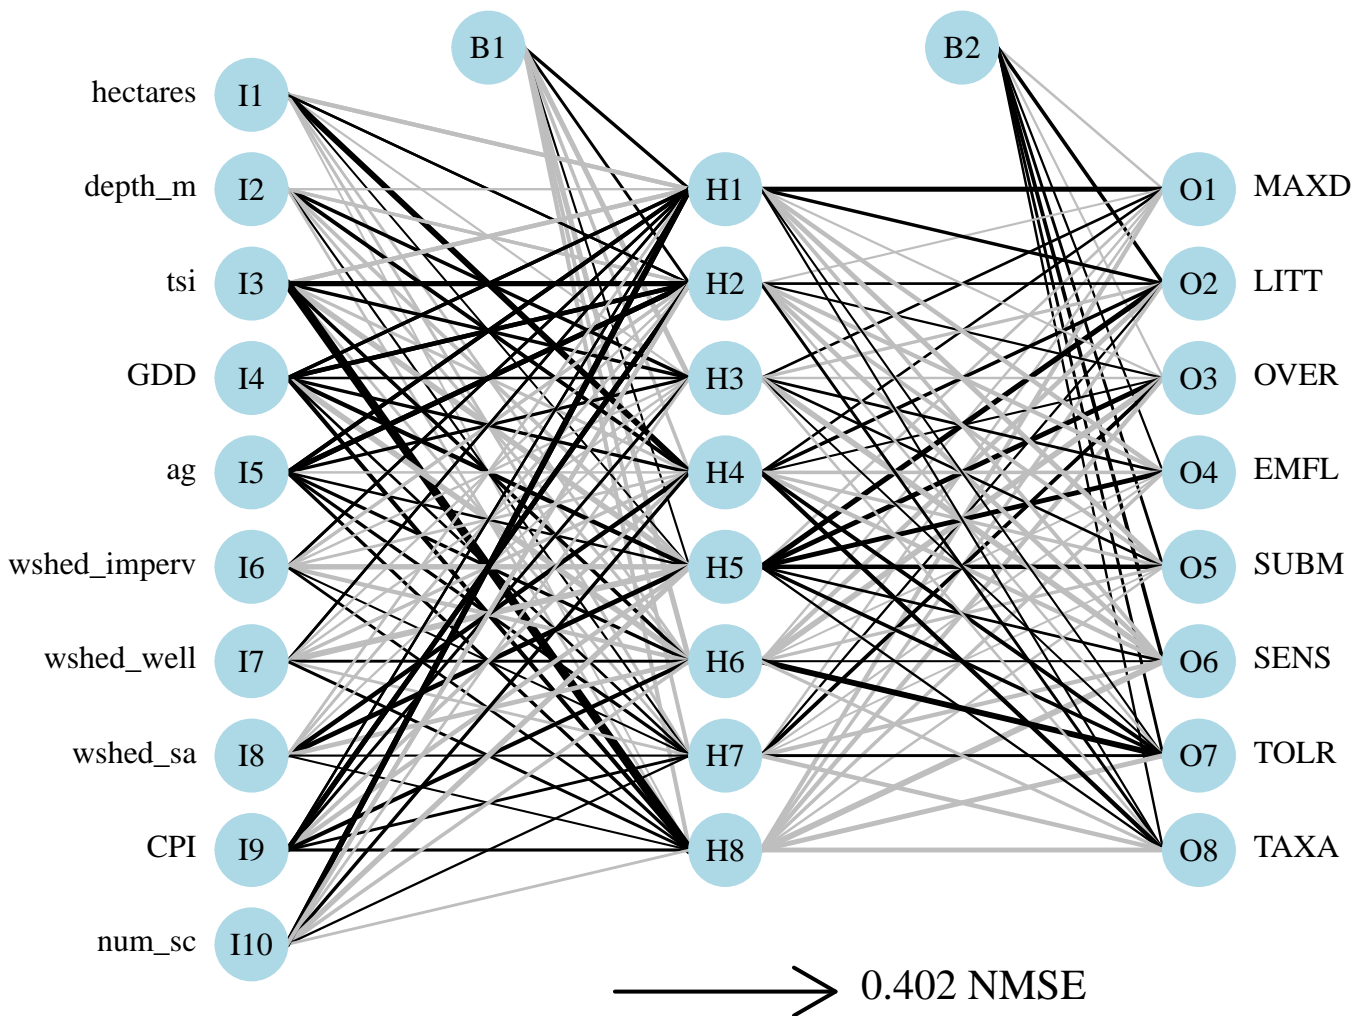 B1 B2
hectares I1
depth_m I2 H1 O1 MAXD
tsi I3 H2 O2 LITT
GDD I4 H3 O3 OVER
ag I5 H4 O4 EMFL
wshed_imperv I6 H5 O5 SUBM
wshed_well I7 H6 O6 SENS
wshed_sa I8 H7 O7 TOLR
CPI I9 H8 O8 TAXA
num_sc I10
0.402 NMSE